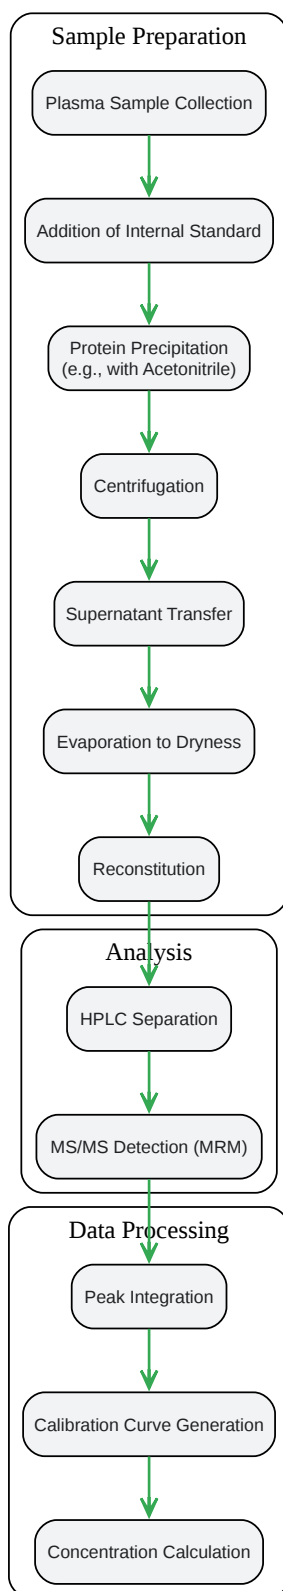 Sample Preparation
Plasma Sample Collection
Addition of Internal Standard
Protein Precipitation
(e.g., with Acetonitrile)
Centrifugation
Supernatant Transfer
Evaporation to Dryness
Reconstitution
Analysis
HPLC Separation
MS/MS Detection (MRM)
Data Processing
Peak Integration
Calibration Curve Generation
Concentration Calculation